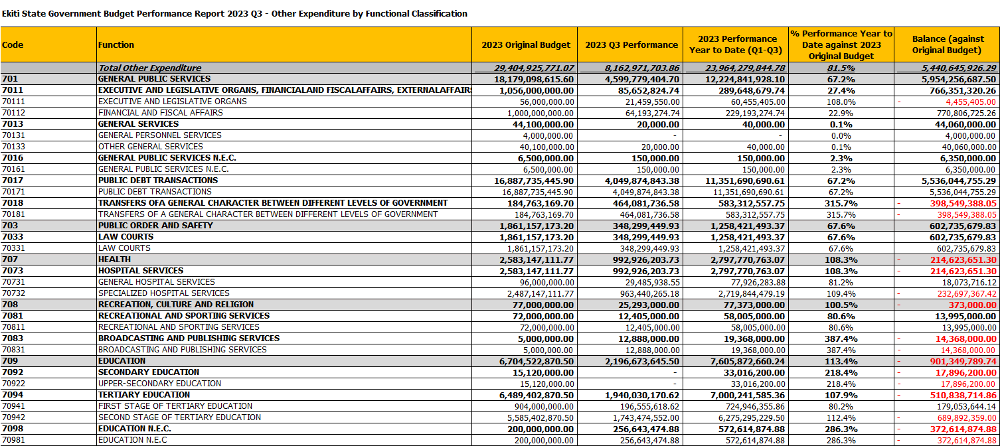 Ekiti State Government Budget Performance Report 2023 Q3 - Other Expenditure by Functional Classification
Code Function 2023 Original Budget 2023 Q3 Performance 2023 Performance Year to Date (Q1-Q3) % Performance Year to Date against 2023 Original Budget Balance (against Original Budget)
Total Other Expenditure 29,404,925,771.07 8,162,971,703.86 23,964,279,844.78 81.5% 5,440,645,926.29
701 GENERAL PUBLIC SERVICES 18,179,098,615.60 4,599,779,404.70 12,224,841,928.10 67.2% 5,954,256,687.50
7011 EXECUTIVE AND LEGISLATIVE ORGANS, FINANCIALAND FISCALAFFAIRS, EXTERNALAFFAIRS 1,056,000,000.00 85,652,824.74 289,648,679.74 27.4% 766,351,320.26
70111 EXECUTIVE AND LEGISLATIVE ORGANS 56,000,000.00 21,459,550.00 60,455,405.00 108.0% - 4,455,405.00
70112 FINANCIAL AND FISCAL AFFAIRS 1,000,000,000.00 64,193,274.74 229,193,274.74 22.9% 770,806,725.26
7013 GENERAL SERVICES 44,100,000.00 20,000.00 40,000.00 0.1% 44,060,000.00
70131 GENERAL PERSONNEL SERVICES 4,000,000.00 - - 0.0% 4,000,000.00
70133 OTHER GENERAL SERVICES 40,100,000.00 20,000.00 40,000.00 0.1% 40,060,000.00
7016 GENERAL PUBLIC SERVICES N.E.C. 6,500,000.00 150,000.00 150,000.00 2.3% 6,350,000.00
70161 GENERAL PUBLIC SERVICES N.E.C. 6,500,000.00 150,000.00 150,000.00 2.3% 6,350,000.00
7017 PUBLIC DEBT TRANSACTIONS 16,887,735,445.90 4,049,874,843.38 11,351,690,690.61 67.2% 5,536,044,755.29
70171 PUBLIC DEBT TRANSACTIONS 16,887,735,445.90 4,049,874,843.38 11,351,690,690.61 67.2% 5,536,044,755.29
7018 TRANSFERS OFA GENERAL CHARACTER BETWEEN DIFFERENT LEVELS OF GOVERNMENT 184,763,169.70 464,081,736.58 583,312,557.75 315.7% - 398,549,388.05
70181 TRANSFERS OF A GENERAL CHARACTER BETWEEN DIFFERENT LEVELS OF GOVERNMENT 184,763,169.70 464,081,736.58 583,312,557.75 315.7% - 398,549,388.05
703 PUBLIC ORDER AND SAFETY 1,861,157,173.20 348,299,449.93 1,258,421,493.37 67.6% 602,735,679.83
7033 LAW COURTS 1,861,157,173.20 348,299,449.93 1,258,421,493.37 67.6% 602,735,679.83
70331 LAW COURTS 1,861,157,173.20 348,299,449.93 1,258,421,493.37 67.6% 602,735,679.83
707 HEALTH 2,583,147,111.77 992,926,203.73 2,797,770,763.07 108.3% - 214,623,651.30
7073 HOSPITAL SERVICES 2,583,147,111.77 992,926,203.73 2,797,770,763.07 108.3% - 214,623,651.30
70731 GENERAL HOSPITAL SERVICES 96,000,000.00 29,485,938.55 77,926,283.88 81.2% 18,073,716.12
70732 SPECIALIZED HOSPITAL SERVICES 2,487,147,111.77 963,440,265.18 2,719,844,479.19 109.4% - 232,697,367.42
708 RECREATION, CULTURE AND RELIGION 77,000,000.00 25,293,000.00 77,373,000.00 100.5% - 373,000.00
7081 RECREATIONAL AND SPORTING SERVICES 72,000,000.00 12,405,000.00 58,005,000.00 80.6% 13,995,000.00
70811 RECREATIONAL AND SPORTING SERVICES 72,000,000.00 12,405,000.00 58,005,000.00 80.6% 13,995,000.00
7083 BROADCASTING AND PUBLISHING SERVICES 5,000,000.00 12,888,000.00 19,368,000.00 387.4% - 14,368,000.00
70831 BROADCASTING AND PUBLISHING SERVICES 5,000,000.00 12,888,000.00 19,368,000.00 387.4% - 14,368,000.00
709 EDUCATION 6,704,522,870.50 2,196,673,645.50 7,605,872,660.24 113.4% - 901,349,789.74
7092 SECONDARY EDUCATION 15,120,000.00 - 33,016,200.00 218.4% - 17,896,200.00
70922 UPPER-SECONDARY EDUCATION 15,120,000.00 - 33,016,200.00 218.4% - 17,896,200.00
7094 TERTIARY EDUCATION 6,489,402,870.50 1,940,030,170.62 7,000,241,585.36 107.9% - 510,838,714.86
70941 FIRST STAGE OF TERTIARY EDUCATION 904,000,000.00 196,555,618.62 724,946,355.86 80.2% 179,053,644.14
70942 SECOND STAGE OF TERTIARY EDUCATION 5,585,402,870.50 1,743,474,552.00 6,275,295,229.50 112.4% - 689,892,359.00
7098 EDUCATION N.E.C. 200,000,000.00 256,643,474.88 572,614,874.88 286.3% - 372,614,874.88
70981 EDUCATION N.E.C 200,000,000.00 256,643,474.88 572,614,874.88 286.3% - 372,614,874.88